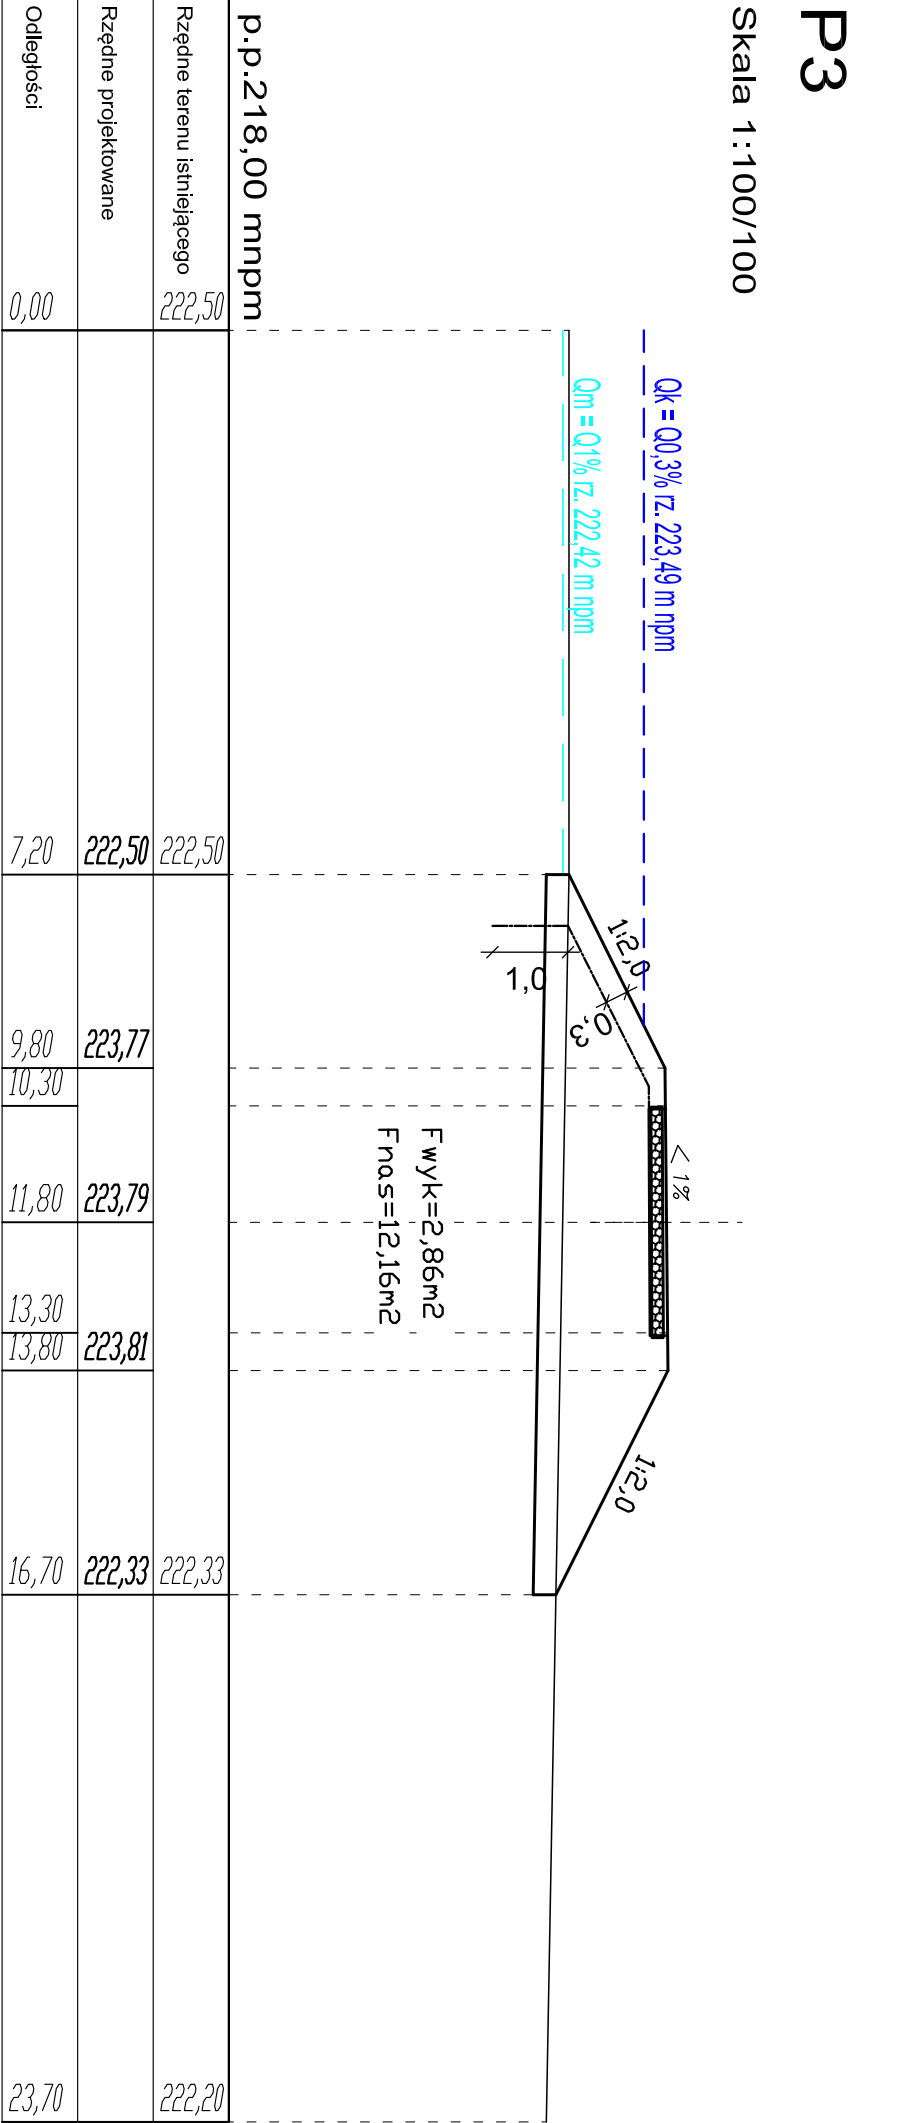 P3
Skala 1:100/100
Qk = Q0,3% rz. 223,49 m npm
Qm = Q1% rz. 222,42 m npm
1:2,0
0,3
1,0
< 1%
1:2,0
Fwyk=2,86m2
Fnas=12,16m2
p.p.218,00 mnpm
Rzędne terenu istniejącego 222,50 222,50 222,33 222,20
Rzędne projektowane 222,50 223,77 223,79 223,81 222,33
Odległości 0,00 7,20 9,80 10,30 11,80 13,30 13,80 16,70 23,70